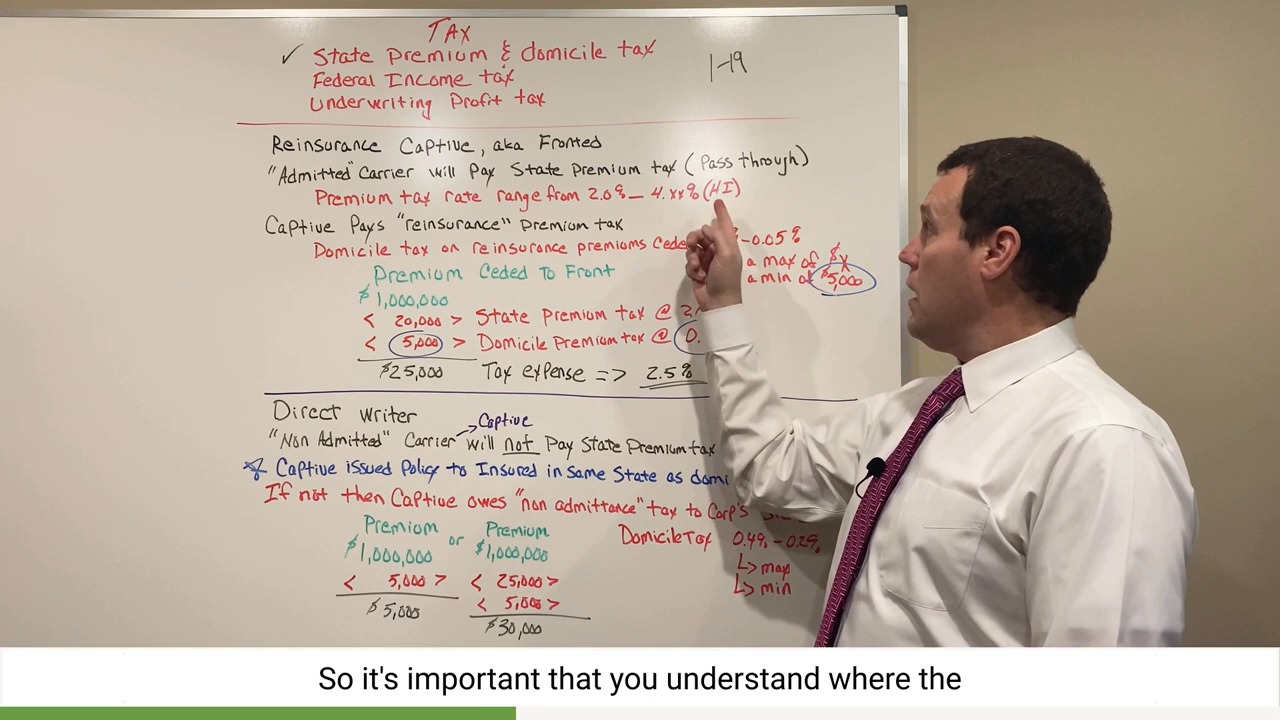 TAX
✓ State Premium & domicile tax
Federal Income tax
Underwriting Profit tax
1-19
Reinsurance Captive, aka Fronted
"Admitted" Carrier will Pay State Premium tax (Pass through)
Premium tax rate range from 2.0% – 4.xx% (HI)
Captive Pays "reinsurance" Premium tax
Domicile tax on reinsurance premiums -0.05%
a max of $X
a min of $5,000
Premium Ceded To Front
$1,000,000
< 20,000 > State Premium tax @
< 5,000 > Domicile Premium tax @
$25,000 Tax expense => 2.5%
Direct Writer
→ Captive
"Non Admitted" Carrier will not Pay State Premium tax
Captive issued Policy to Insured in Same State as
If not then Captive owes "non admittance" tax to Corp's
Premium or Premium
$1,000,000 $1,000,000
< 5,000 > < 25,000 >
< 5,000 >
$5,000
$30,000
Domicile Tax 0.4% - 0.2%
↳ max
↳ min
So it's important that you understand where the